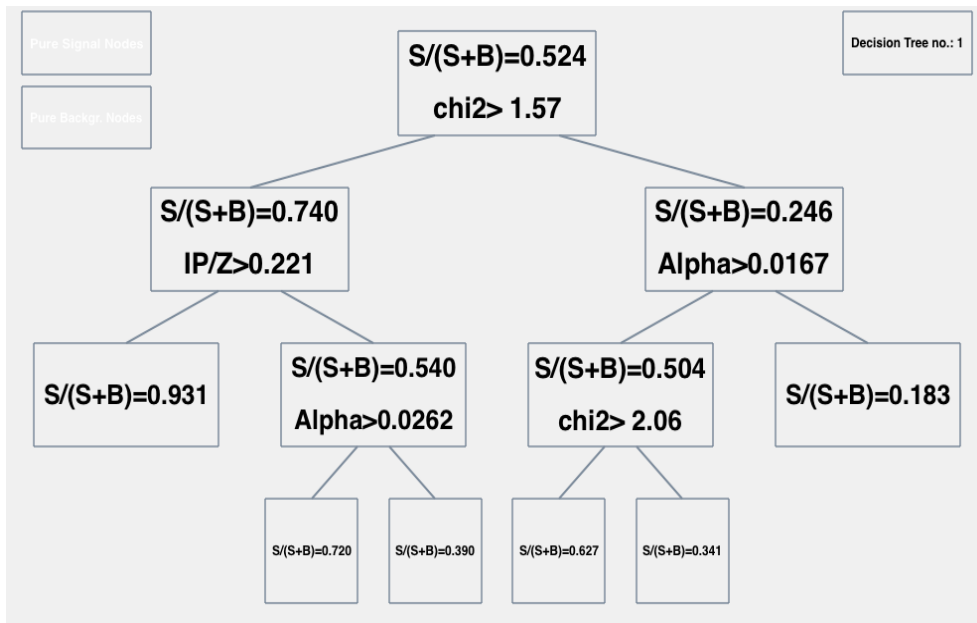 Pure Signal Nodes
Decision Tree no.: 1
S/(S+B)=0.524
chi2> 1.57
Pure Backgr. Nodes
S/(S+B)=0.740
IP/Z>0.221
S/(S+B)=0.246
Alpha>0.0167
S/(S+B)=0.931
S/(S+B)=0.540
Alpha>0.0262
S/(S+B)=0.504
chi2> 2.06
S/(S+B)=0.183
S/(S+B)=0.720
S/(S+B)=0.390
S/(S+B)=0.627
S/(S+B)=0.341